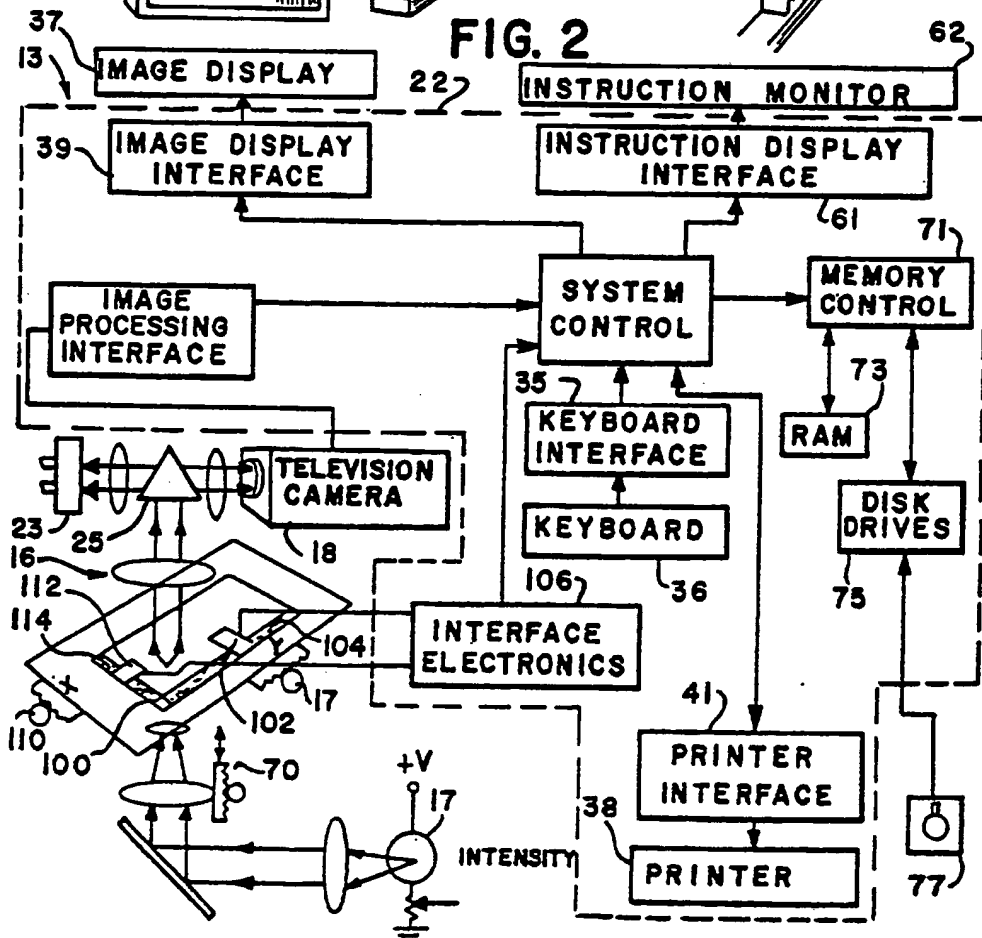 FIG. 2
37
13
IMAGE DISPLAY
22
62
INSTRUCTION MONITOR
39
IMAGE DISPLAY
INTERFACE
INSTRUCTION DISPLAY
INTERFACE
61
71
IMAGE
PROCESSING
INTERFACE
SYSTEM
CONTROL
MEMORY
CONTROL
35
KEYBOARD
INTERFACE
73
RAM
TELEVISION
CAMERA
23
25
18
KEYBOARD
36
DISK
DRIVES
75
16
112
114
106
INTERFACE
ELECTRONICS
104
X
Y
17
102
110
100
41
PRINTER
INTERFACE
70
+V
17
INTENSITY
38
PRINTER
77